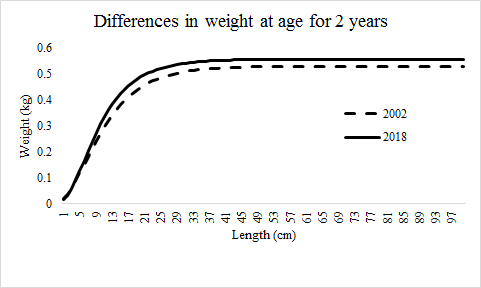 Differences in weight at age for 2 years
Weight (kg)
0.6
0.5
0.4
0.3
0.2
0.1
0
2002
2018
1 5 9 13 17 21 25 29 33 37 41 45 49 53 57 61 65 69 73 77 81 85 89 93 97
Length (cm)